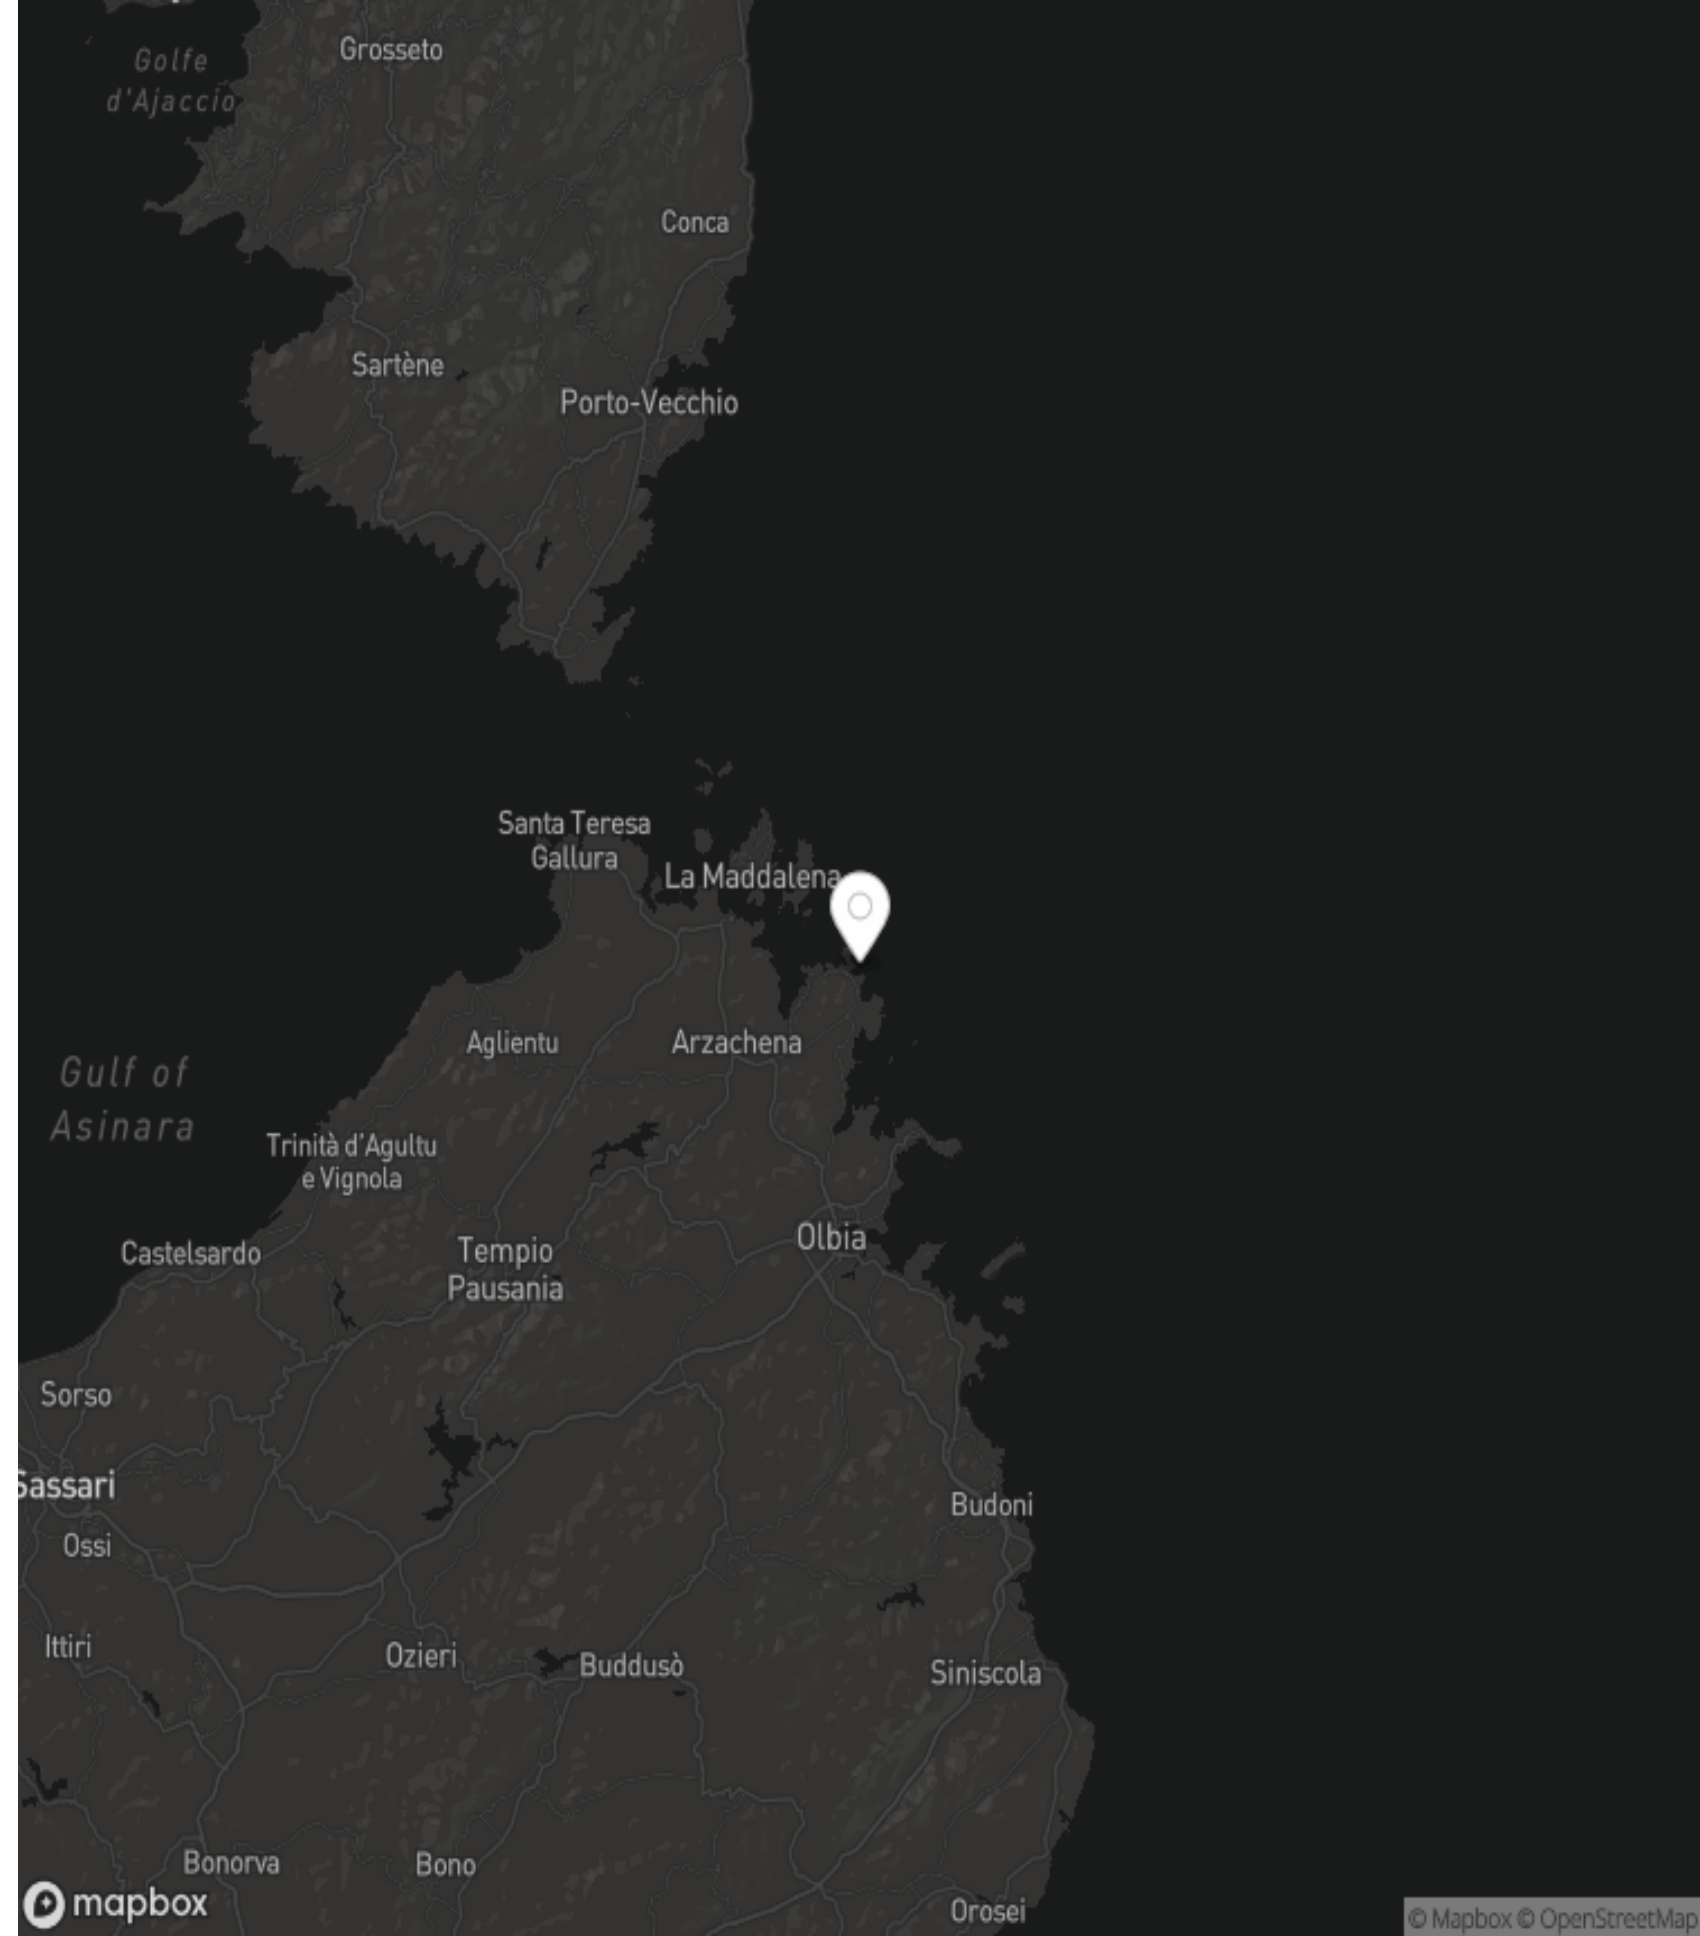 Grosseto
Golfe
d'Ajaccio
Conca
Sartène
Porto-Vecchio
Santa Teresa
Gallura
La Maddalena
Aglientu
Arzachena
Gulf of
Asinara
Trinità d'Agultu
e Vignola
Olbia
Castelsardo
Tempio
Pausania
Sorso
Sassari
Budoni
Ossi
Ittiri
Ozieri
Buddusò
Siniscola
Bonorva
Bono
mapbox
Orosei
© Mapbox © OpenStreetMap